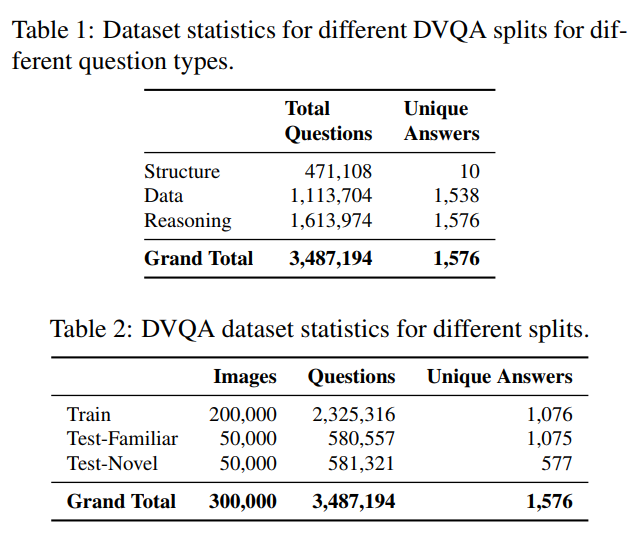 Table 1: Dataset statistics for different DVQA splits for dif-
ferent question types.
Total Unique
Questions Answers
Structure 471,108 10
Data 1,113,704 1,538
Reasoning 1,613,974 1,576
Grand Total 3,487,194 1,576
Table 2: DVQA dataset statistics for different splits.
Images Questions Unique Answers
Train 200,000 2,325,316 1,076
Test-Familiar 50,000 580,557 1,075
Test-Novel 50,000 581,321 577
Grand Total 300,000 3,487,194 1,576